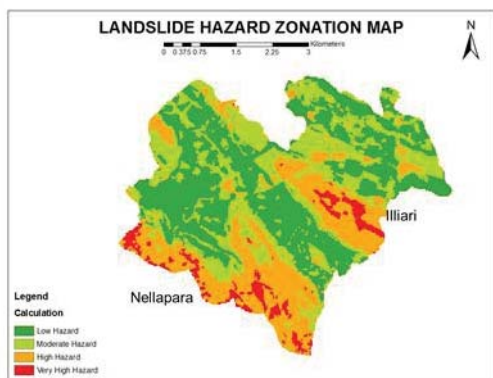 LANDSLIDE HAZARD ZONATION MAP
N
Kilometers
0 0.375 0.75 1.5 2.25 3
Illiari
Nellapara
Legend
Calculation
Low Hazard
Moderate Hazard
High Hazard
Very High Hazard